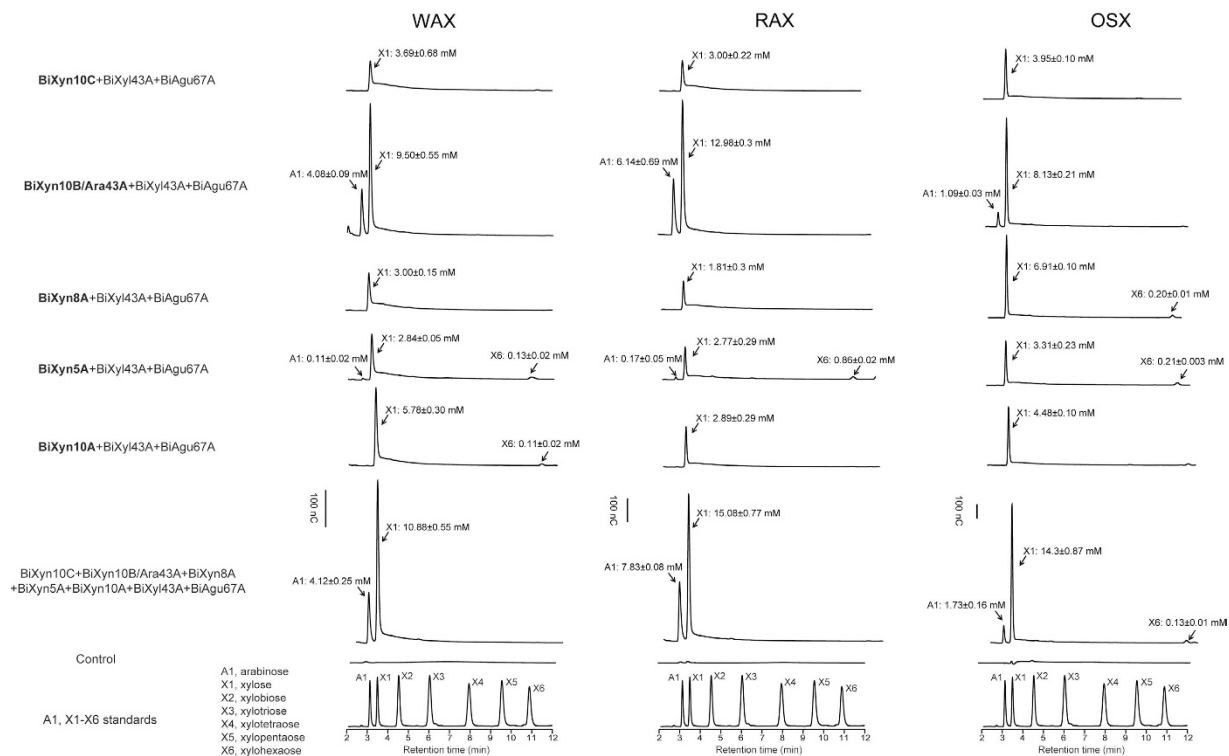 WAX RAX OSX
BiXyn10C+BiXyl43A+BiAgu67A
X1: 3.69±0.68 mM
X1: 3.00±0.22 mM
X1: 3.95±0.10 mM
BiXyn10B/Ara43A+BiXyl43A+BiAgu67A
A1: 4.08±0.09 mM
X1: 9.50±0.55 mM
A1: 6.14±0.69 mM
X1: 12.98±0.3 mM
A1: 1.09±0.03 mM
X1: 8.13±0.21 mM
BiXyn8A+BiXyl43A+BiAgu67A
X1: 3.00±0.15 mM
X1: 1.81±0.3 mM
X1: 6.91±0.10 mM
X6: 0.20±0.01 mM
BiXyn5A+BiXyl43A+BiAgu67A
A1: 0.11±0.02 mM
X1: 2.84±0.05 mM
X6: 0.13±0.02 mM
A1: 0.17±0.05 mM
X1: 2.77±0.29 mM
X6: 0.86±0.02 mM
X1: 3.31±0.23 mM
X6: 0.21±0.003 mM
BiXyn10A+BiXyl43A+BiAgu67A
X1: 5.78±0.30 mM
X6: 0.11±0.02 mM
X1: 2.89±0.29 mM
X1: 4.48±0.10 mM
100 nC
100 nC
100 nC
BiXyn10C+BiXyn10B/Ara43A+BiXyn8A
+BiXyn5A+BiXyn10A+BiXyl43A+BiAgu67A
A1: 4.12±0.25 mM
X1: 10.88±0.55 mM
A1: 7.83±0.08 mM
X1: 15.08±0.77 mM
A1: 1.73±0.16 mM
X1: 14.3±0.87 mM
X6: 0.13±0.01 mM
Control
A1, X1-X6 standards
A1, arabinose
X1, xylose
X2, xylobiose
X3, xylotriose
X4, xylotetraose
X5, xylopentaose
X6, xylohexaose
A1 X1 X2 X3 X4 X5 X6
A1 X1 X2 X3 X4 X5 X6
A1 X1 X2 X3 X4 X5 X6
2 3 4 5 6 7 8 9 10 11 12
2 3 4 5 6 7 8 9 10 11 12
2 3 4 5 6 7 8 9 10 11 12
Retention time (min)
Retention time (min)
Retention time (min)